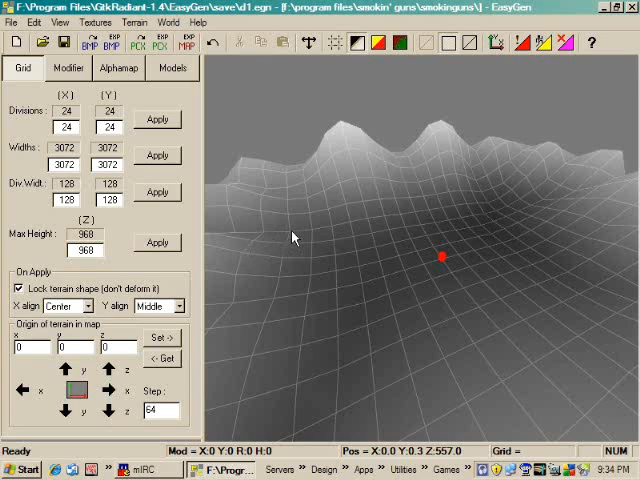 F:\Program Files\GtkRadiant-1.4\EasyGen\save\d1.egn - [f:\program files\smokin' guns\smokinguns\] - EasyGen
File Edit View Textures Terrain World Help
BMP BMP PCX PCX MAP ?
Grid Modifier Alphamap Models
(X) (Y)
Divisions : 24 24
24 24 Apply
Widths : 3072 3072
3072 3072 Apply
Div.Widt. : 128 128
128 128 Apply
(Z)
Max Height : 968
968 Apply
On Apply
Lock terrain shape (don't deform it)
X align Center Y align Middle
Origin of terrain in map
x y z Set ->
0 0 0
<- Get
y z
x x Step :
64
y z
Ready Mod = X:0 Y:0 R:0 H:0 Pos = X:0.0 Y:0.3 Z:557.0 Grid = NUM
Start » mIRC F:\Progr... Servers » Design » Apps » Utilities » Games » 9:34 PM